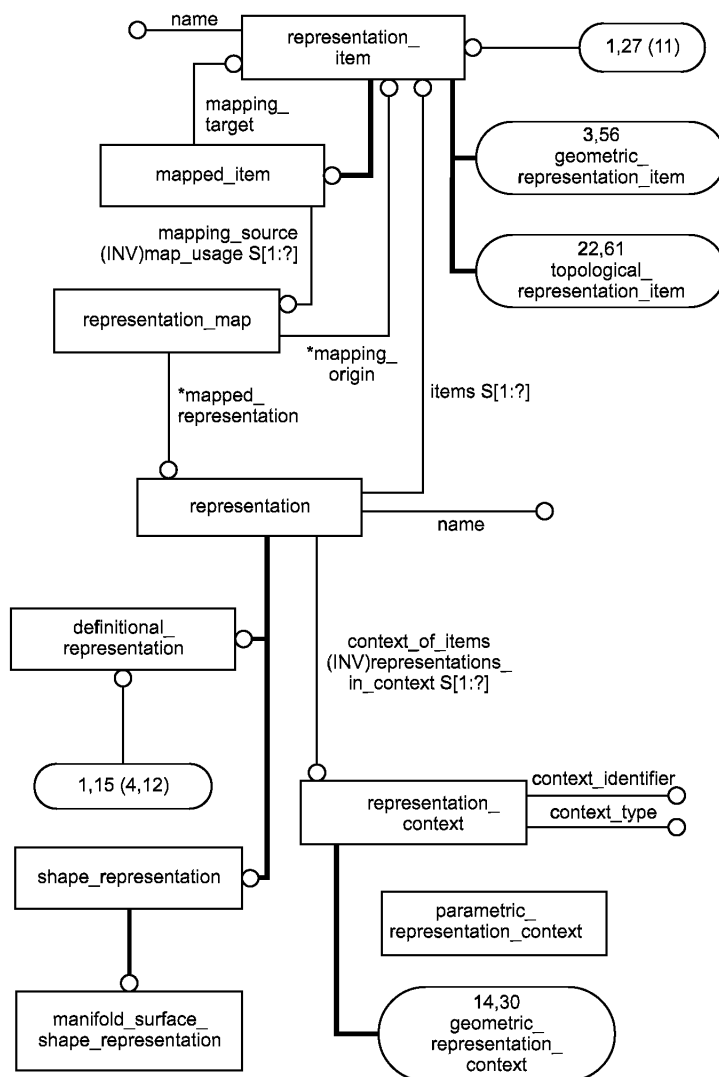 name
representation_
item
1,27 (11)
mapping_
target
3,56
geometric_
representation_item
mapped_item
mapping_source
(INV)map_usage S[1:?]
22,61
topological_
representation_item
representation_map
*mapping_
origin
*mapped_
representation
items S[1:?]
representation
name
definitional_
representation
context_of_items
(INV)representations_
in_context S[1:?]
1,15 (4,12)
representation_
context
context_identifier
context_type
shape_representation
parametric_
representation_context
manifold_surface_
shape_representation
14,30
geometric_
representation_
context